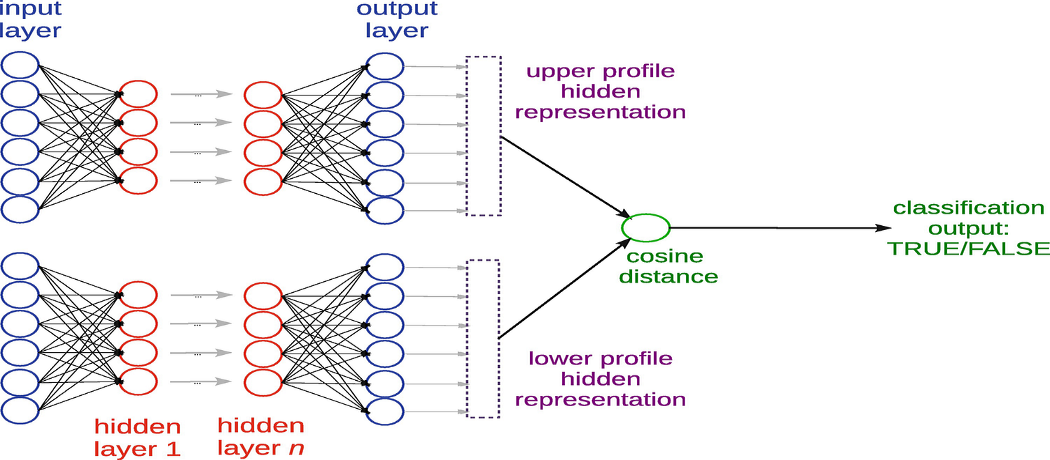 input
layer
output
layer
upper profile
hidden
representation
...
...
...
...
classification
output:
TRUE/FALSE
cosine
distance
...
...
...
...
lower profile
hidden
representation
hidden
layer 1
hidden
layer n